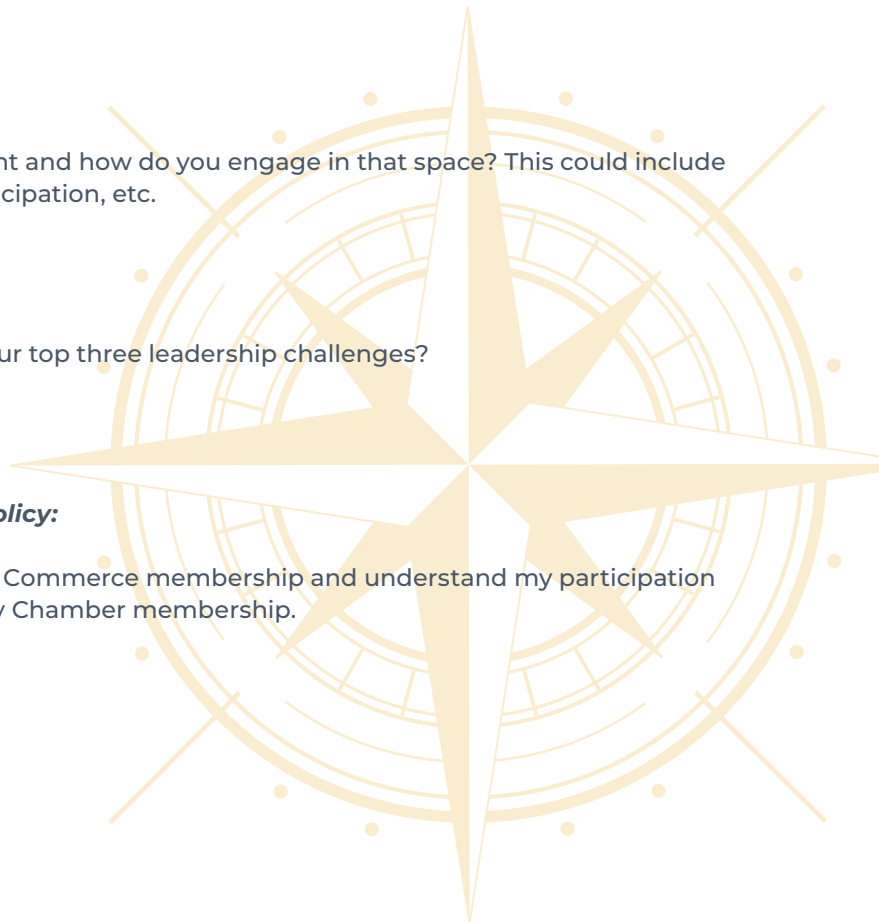 nt and how do you engage in that space? This could include
cipation, etc.
ur top three leadership challenges?
olicy:
Commerce membership and understand my participation
y Chamber membership.